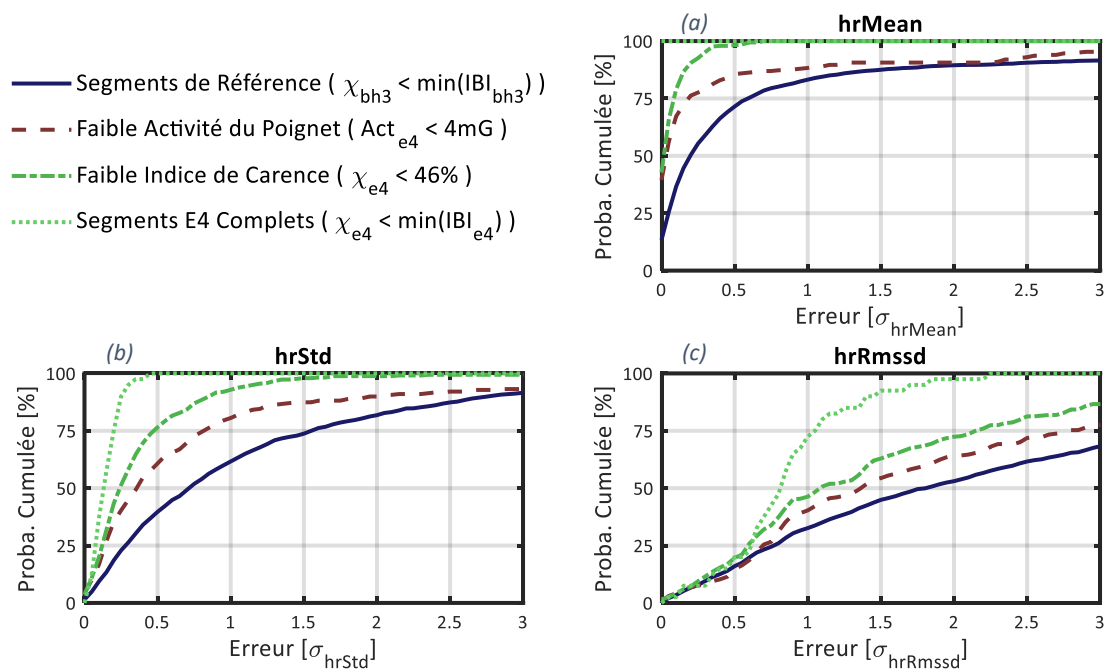 Segments de Référence ( χbh3 < min(IBIbh3) )
Faible Activité du Poignet ( Acte4 < 4mG )
Faible Indice de Carence ( χe4 < 46% )
Segments E4 Complets ( χe4 < min(IBIe4) )
(a)
hrMean
Proba. Cumulée [%]
100
75
50
25
0
0 0.5 1 1.5 2 2.5 3
Erreur [σhrMean]
(b)
hrStd
Proba. Cumulée [%]
100
75
50
25
0
0 0.5 1 1.5 2 2.5 3
Erreur [σhrStd]
(c)
hrRmssd
Proba. Cumulée [%]
100
75
50
25
0
0 0.5 1 1.5 2 2.5 3
Erreur [σhrRmssd]